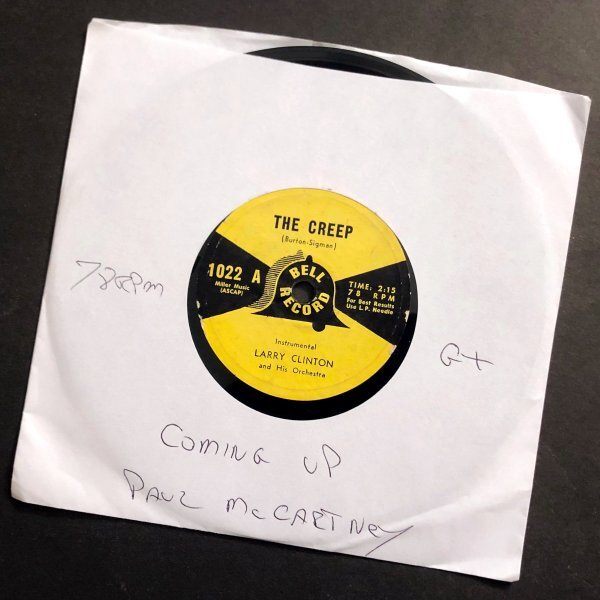 THE CREEP
(Burton-Sigman)
1022 A
Miller Music
(ASCAP)
BELL
RECORD
TIME: 2:15
78 RPM
For Best Results
Use L.P. Needle
Instrumental
LARRY CLINTON
and His Orchestra
78RPM
G+
COMING UP
PAUL McCARTNEY